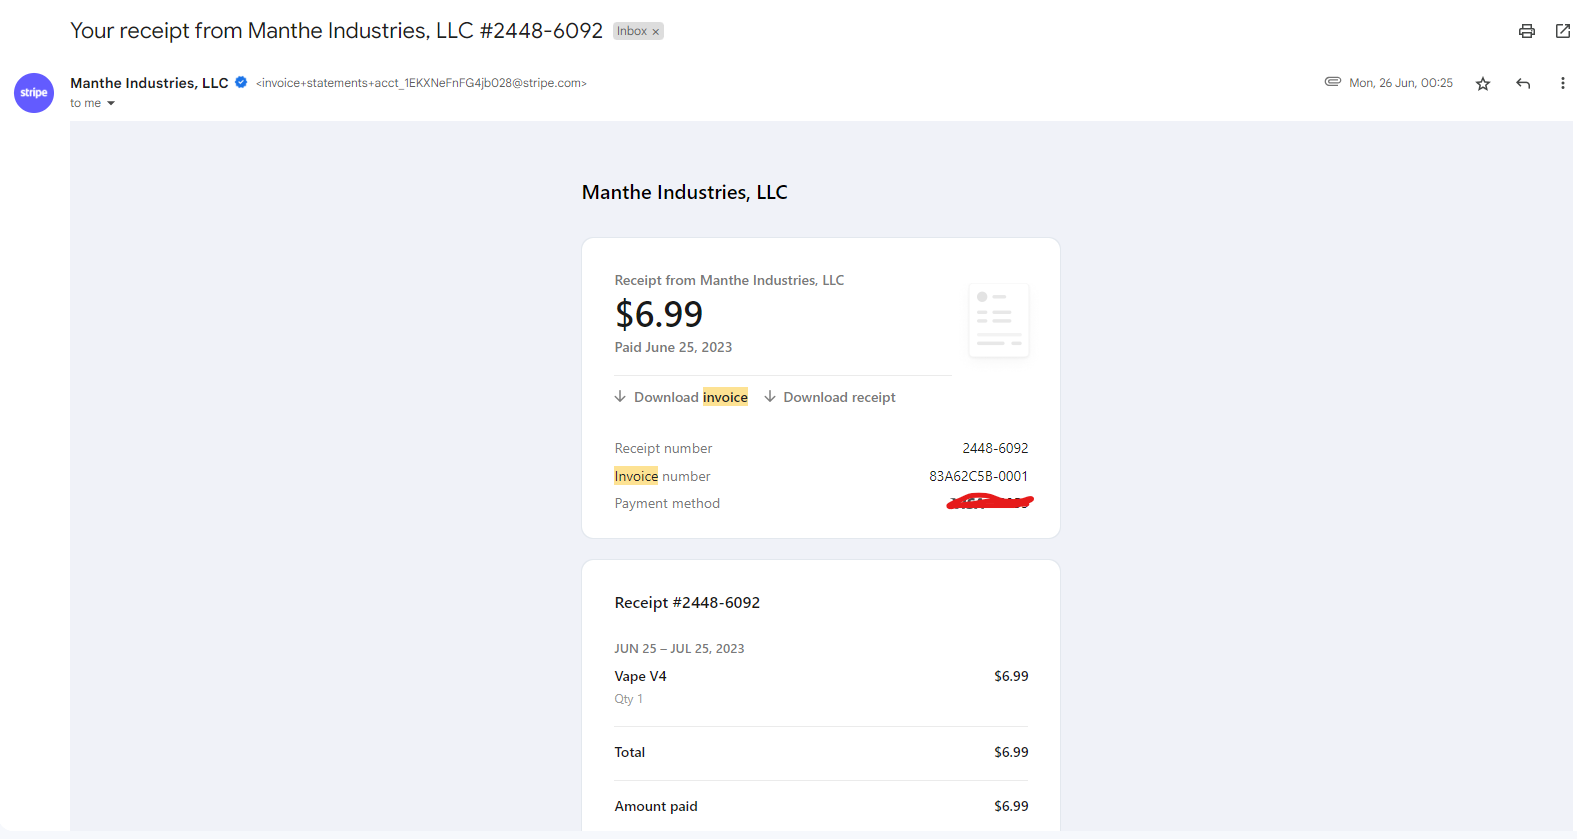 Your receipt from Manthe Industries, LLC #2448-6092 Inbox ×
stripe
Manthe Industries, LLC <invoice+statements+acct_1EKXNeFnFG4jb028@stripe.com>
Mon, 26 Jun, 00:25
to me
Manthe Industries, LLC
Receipt from Manthe Industries, LLC
$6.99
Paid June 25, 2023
Download invoice Download receipt
Receipt number 2448-6092
Invoice number 83A62C5B-0001
Payment method
Receipt #2448-6092
JUN 25 – JUL 25, 2023
Vape V4 $6.99
Qty 1
Total $6.99
Amount paid $6.99